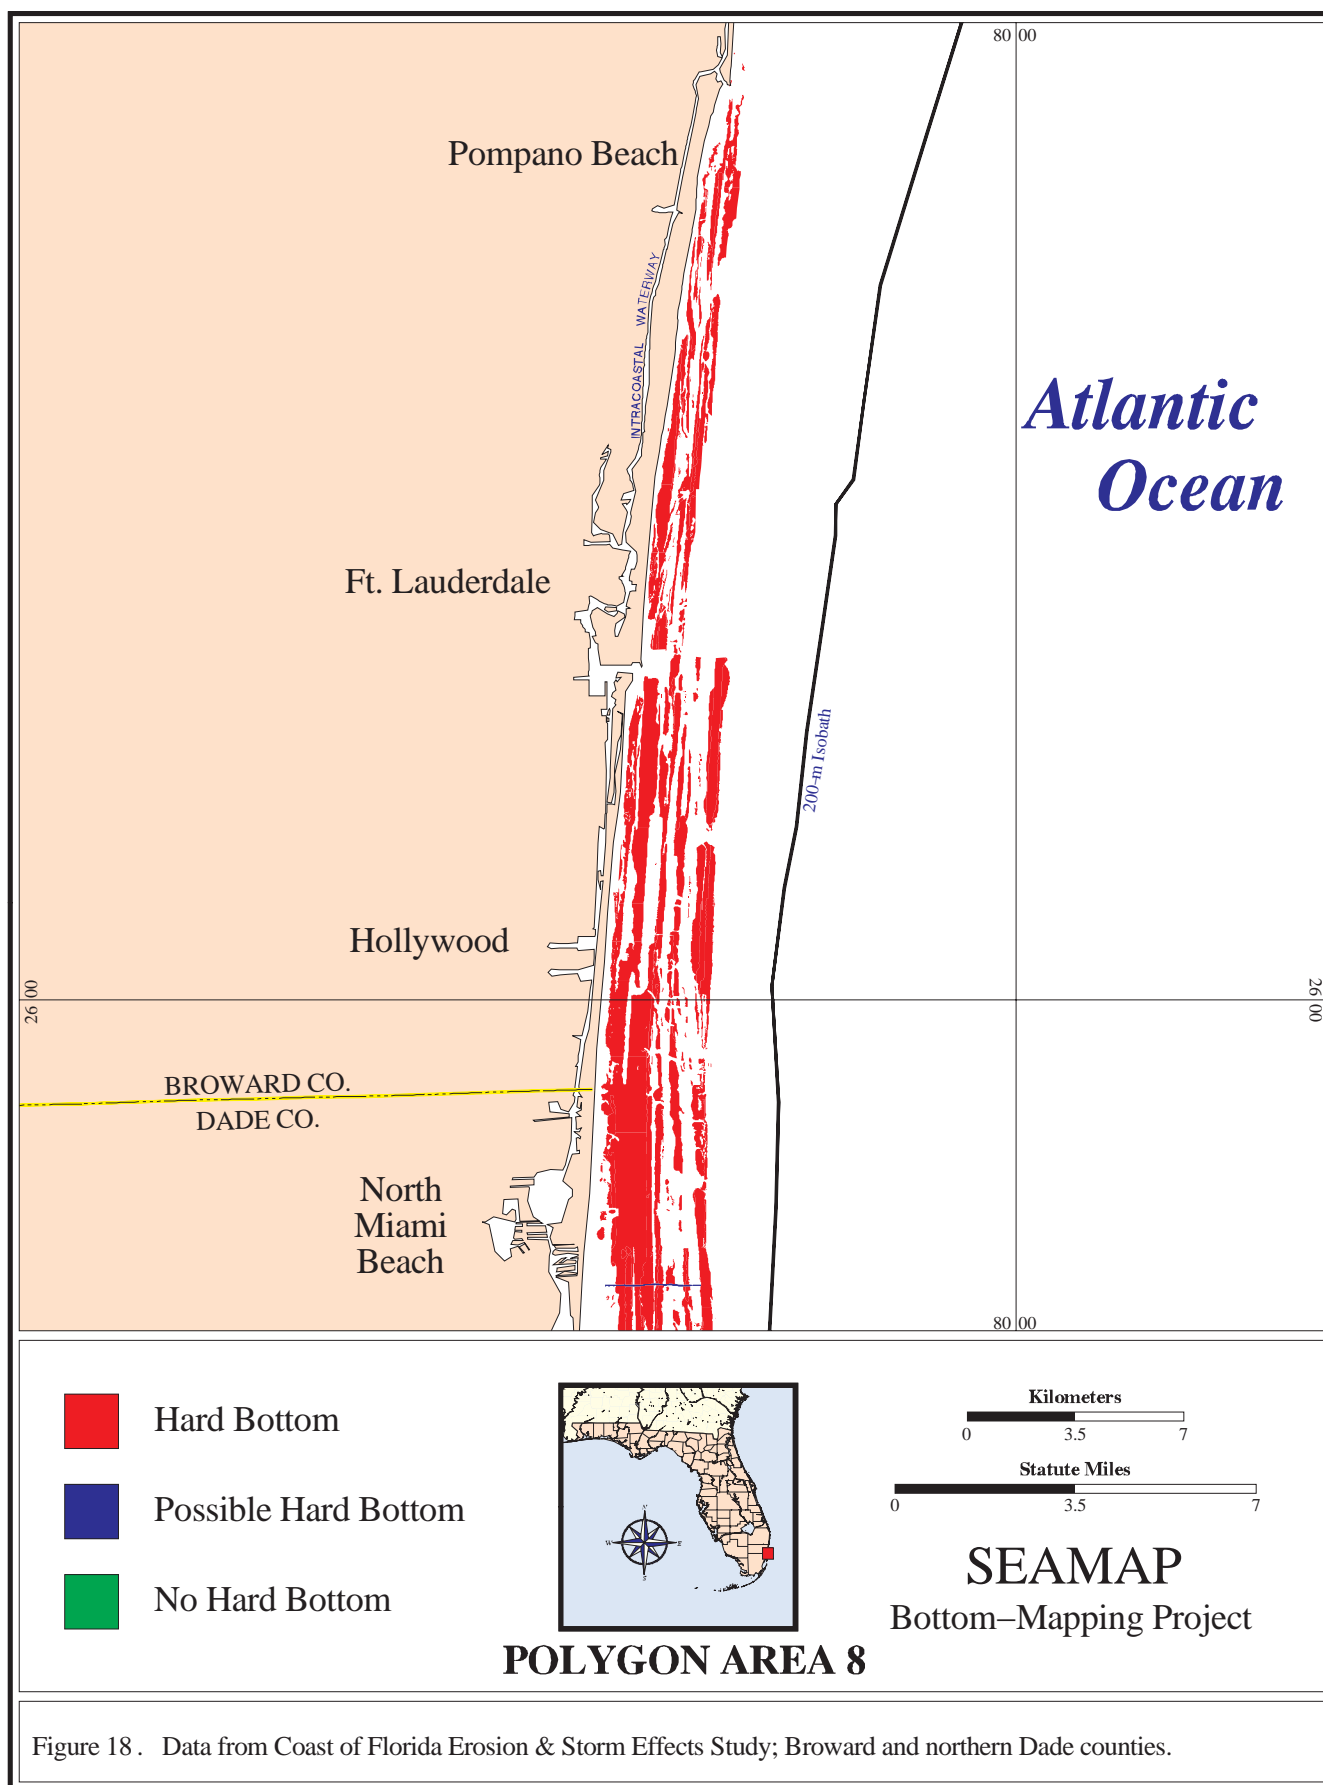 80 00
Pompano Beach
INTRACOASTAL WATERWAY
Atlantic
Ocean
Ft. Lauderdale
200-m Isobath
Hollywood
26 00
26 00
BROWARD CO.
DADE CO.
North
Miami
Beach
80 00
Hard Bottom
Possible Hard Bottom
No Hard Bottom
N
W
E
S
POLYGON AREA 8
Kilometers
0 3.5 7
Statute Miles
0 3.5 7
SEAMAP
Bottom–Mapping Project
Figure 18 . Data from Coast of Florida Erosion & Storm Effects Study; Broward and northern Dade counties.